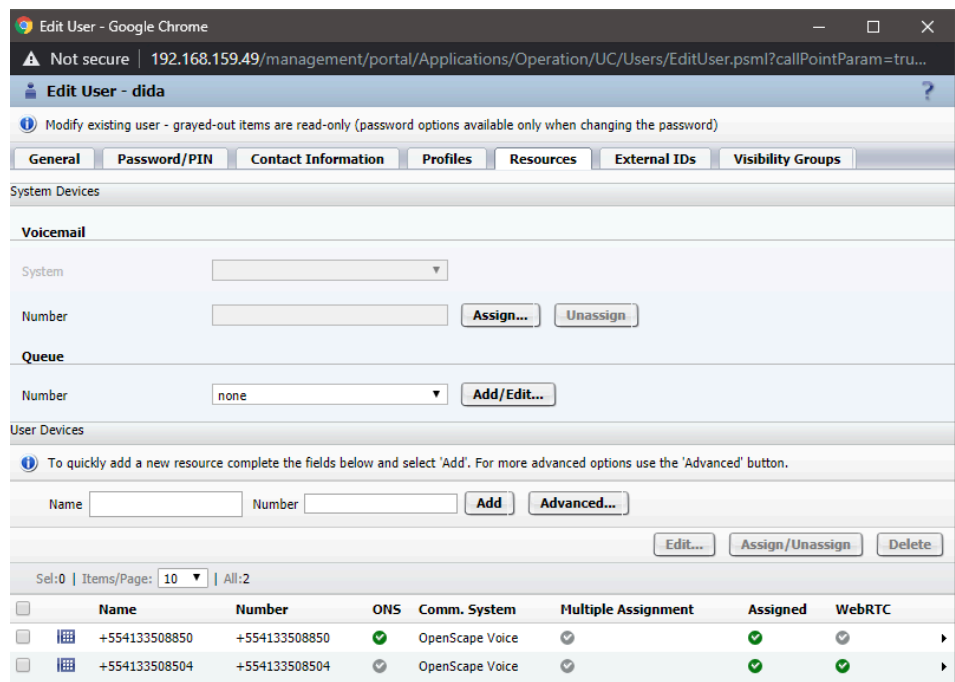 Edit User - Google Chrome
Not secure | 192.168.159.49/management/portal/Applications/Operation/UC/Users/EditUser.psml?callPointParam=tru...
Edit User - dida ?
Modify existing user - grayed-out items are read-only (password options available only when changing the password)
General Password/PIN Contact Information Profiles Resources External IDs Visibility Groups
System Devices
Voicemail
System
Number Assign... Unassign
Queue
Number none Add/Edit...
User Devices
To quickly add a new resource complete the fields below and select 'Add'. For more advanced options use the 'Advanced' button.
Name Number Add Advanced...
Edit... Assign/Unassign Delete
Sel:0 | Items/Page: 10 | All:2
Name Number ONS Comm. System Multiple Assignment Assigned WebRTC
+554133508850 +554133508850 OpenScape Voice
+554133508504 +554133508504 OpenScape Voice